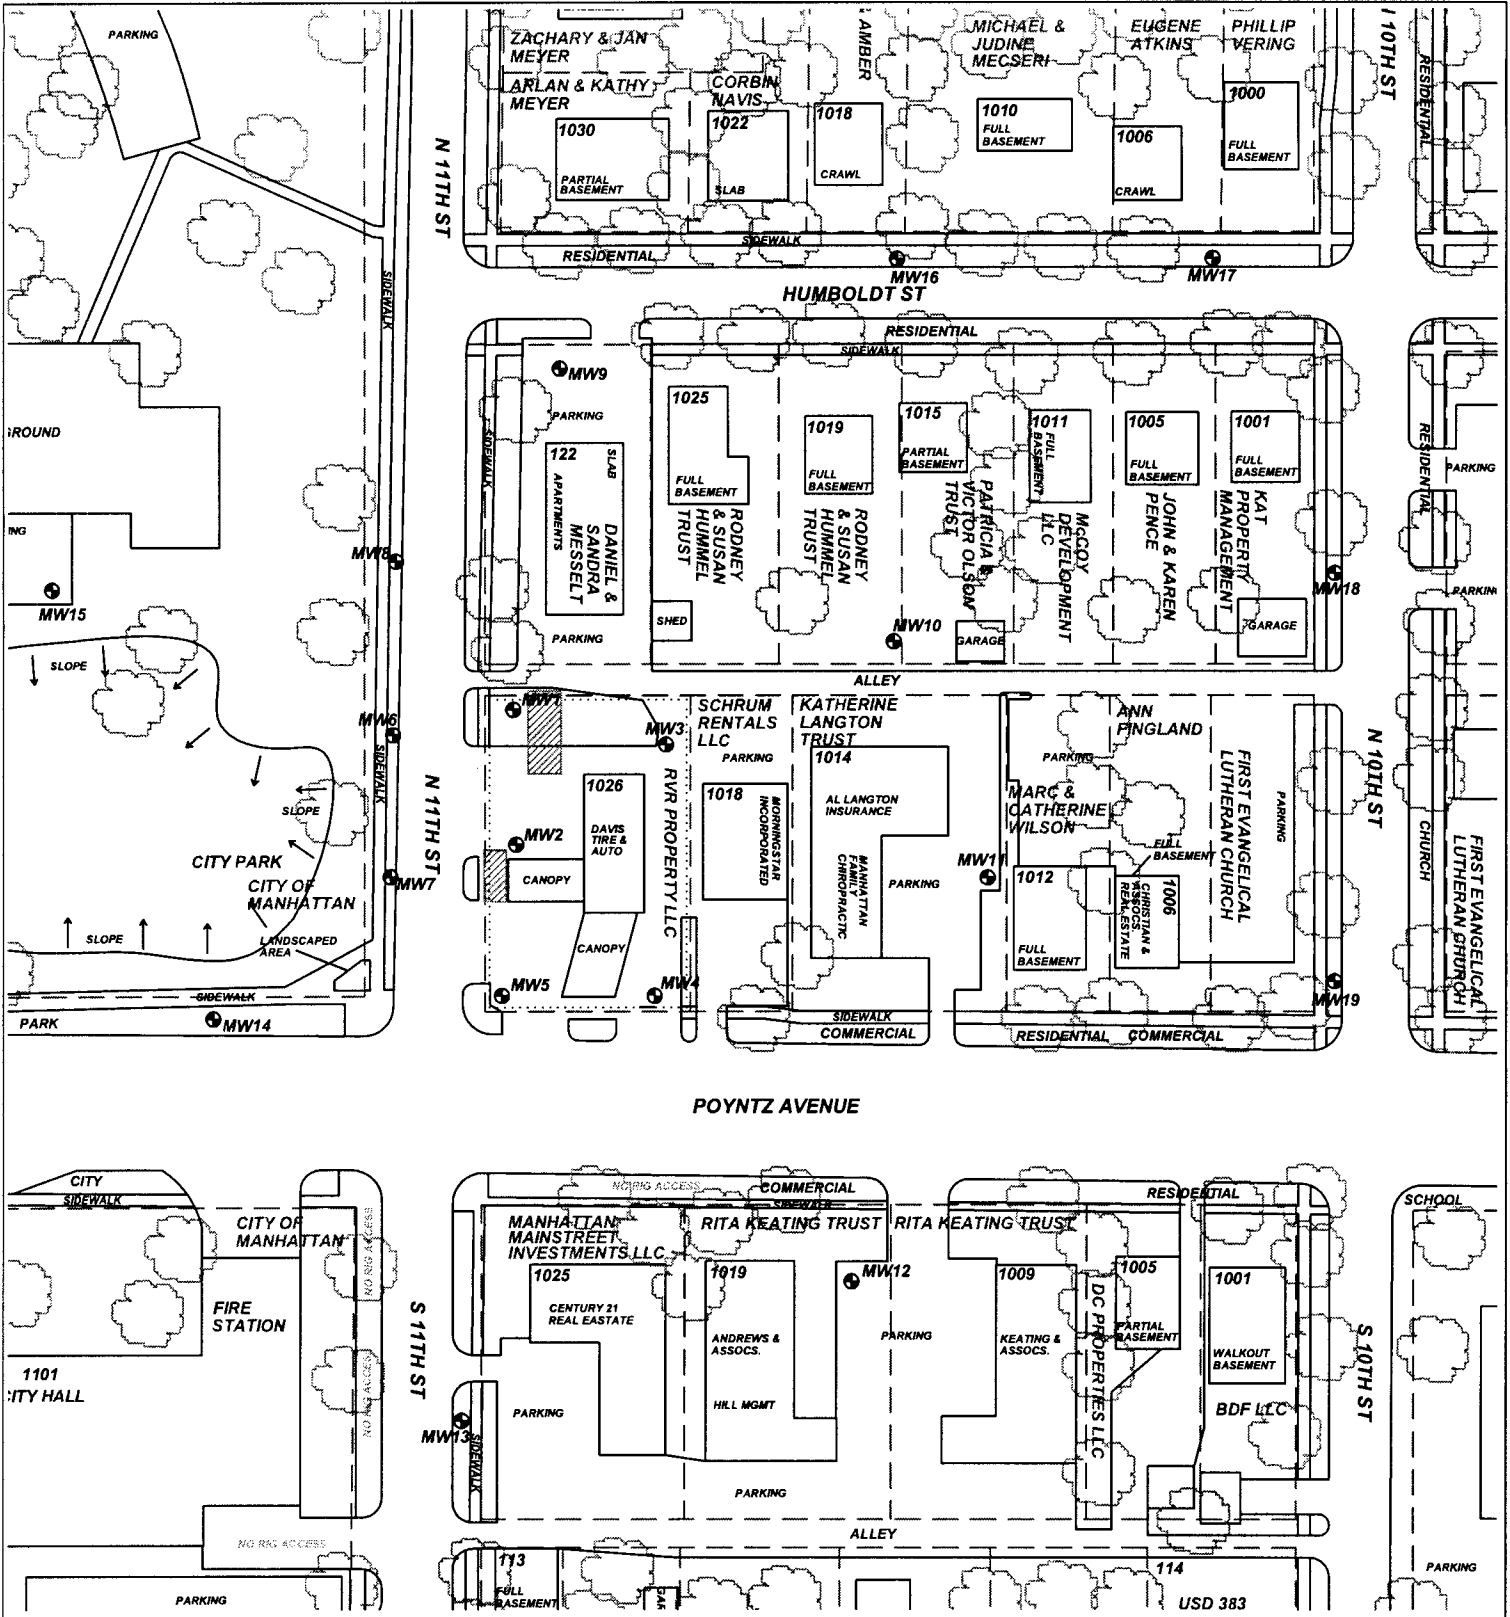 PARKING
ZACHARY & JAN
MEYER
ARLAN & KATHY
MEYER
CORBIN
NAVIS
AMBER
MICHAEL &
JUDINE
MECSERI
EUGENE
ATKINS
PHILLIP
VERING
N 10TH ST
RESIDENTIAL
1030
PARTIAL
BASEMENT
1022
SLAB
1018
CRAWL
1010
FULL
BASEMENT
1006
CRAWL
1000
FULL
BASEMENT
N 11TH ST
SIDEWALK
RESIDENTIAL
SIDEWALK
MW16
MW17
HUMBOLDT ST
RESIDENTIAL
SIDEWALK
MW9
PARKING
SIDEWALK
122
SLAB
APARTMENTS
DANIEL &
SANDRA
MESSELT
PARKING
1025
FULL
BASEMENT
RODNEY
& SUSAN
HUMMEL
TRUST
SHED
1019
FULL
BASEMENT
RODNEY
& SUSAN
HUMMEL
TRUST
1015
PARTIAL
BASEMENT
PATRICIA &
VICTOR OLSON
TRUST
MW10
GARAGE
1011
FULL
BASEMENT
McCOY
DEVELOPMENT
LLC
1005
FULL
BASEMENT
JOHN & KAREN
PENCE
1001
FULL
BASEMENT
KAT
PROPERTY
MANAGEMENT
GARAGE
MW18
RESIDENTIAL
PARKING
PARKING
MW8
MW15
SLOPE
MW6
SIDEWALK
SLOPE
CITY PARK
CITY OF
MANHATTAN
MW7
SLOPE
LANDSCAPED
AREA
SIDEWALK
PARK
MW14
N 11TH ST
ALLEY
MW1
MW3
MW2
1026
DAVIS
TIRE &
AUTO
CANOPY
CANOPY
MW5
MW4
RVR PROPERTY LLC
SCHRUM
RENTALS
LLC
PARKING
1018
MORNINGSTAR
INCORPORATED
KATHERINE
LANGTON
TRUST
1014
AL LANGTON
INSURANCE
MANHATTAN
FAMILY
CHIROPRACTIC
PARKING
MW11
SIDEWALK
COMMERCIAL
ANN
PINGLAND
PARKING
MARC &
CATHERINE
WILSON
1012
FULL
BASEMENT
FULL
BASEMENT
1006
CHRISTIAN &
ASSOCS.
REAL ESTATE
FIRST EVANGELICAL
LUTHERAN CHURCH
PARKING
MW19
RESIDENTIAL
COMMERCIAL
N 10TH ST
CHURCH
FIRST EVANGELICAL
LUTHERAN CHURCH
POYNTZ AVENUE
CITY
SIDEWALK
CITY OF
MANHATTAN
NO RIG ACCESS
FIRE
STATION
1101
CITY HALL
NO RIG ACCESS
NO RIG ACCESS
PARKING
S 11TH ST
NO RIG ACCESS
COMMERCIAL
SIDEWALK
RESIDENTIAL
SCHOOL
MANHATTAN
MAINSTREET
INVESTMENTS LLC
RITA KEATING TRUST
RITA KEATING TRUST
1025
CENTURY 21
REAL EASTATE
PARKING
MW13
SIDEWALK
1019
ANDREWS &
ASSOCS.
HILL MGMT
MW12
PARKING
1009
KEATING &
ASSOCS.
DC PROPERTIES LLC
1005
PARTIAL
BASEMENT
1001
WALKOUT
BASEMENT
BDF LLC
S 10TH ST
PARKING
ALLEY
113
FULL
BASEMENT
114
USD 383
PARKING